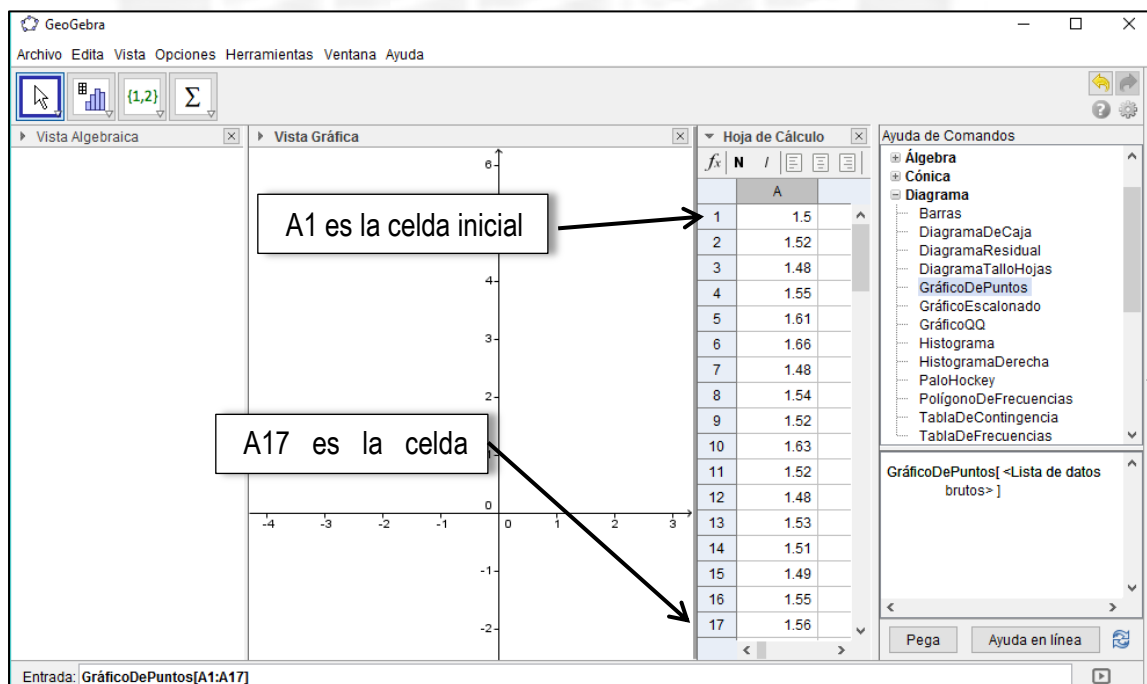 GeoGebra
Archivo Edita Vista Opciones Herramientas Ventana Ayuda
{1,2} Σ
Vista Algebraica
Vista Gráfica
6
4
3
2
1
0
-4 -3 -2 -1 0 1 2 3
-1
-2
A1 es la celda inicial
A17 es la celda
Hoja de Cálculo
fx N I
A
1 1.5
2 1.52
3 1.48
4 1.55
5 1.61
6 1.66
7 1.48
8 1.54
9 1.52
10 1.63
11 1.52
12 1.48
13 1.53
14 1.51
15 1.49
16 1.55
17 1.56
Ayuda de Comandos
Álgebra
Cónica
Diagrama
Barras
DiagramaDeCaja
DiagramaResidual
DiagramaTalloHojas
GráficoDePuntos
GráficoEscalonado
GráficoQQ
Histograma
HistogramaDerecha
PaloHockey
PolígonoDeFrecuencias
TablaDeContingencia
TablaDeFrecuencias
GráficoDePuntos[ <Lista de datos
brutos> ]
Pega Ayuda en línea
Entrada: GráficoDePuntos[A1:A17]